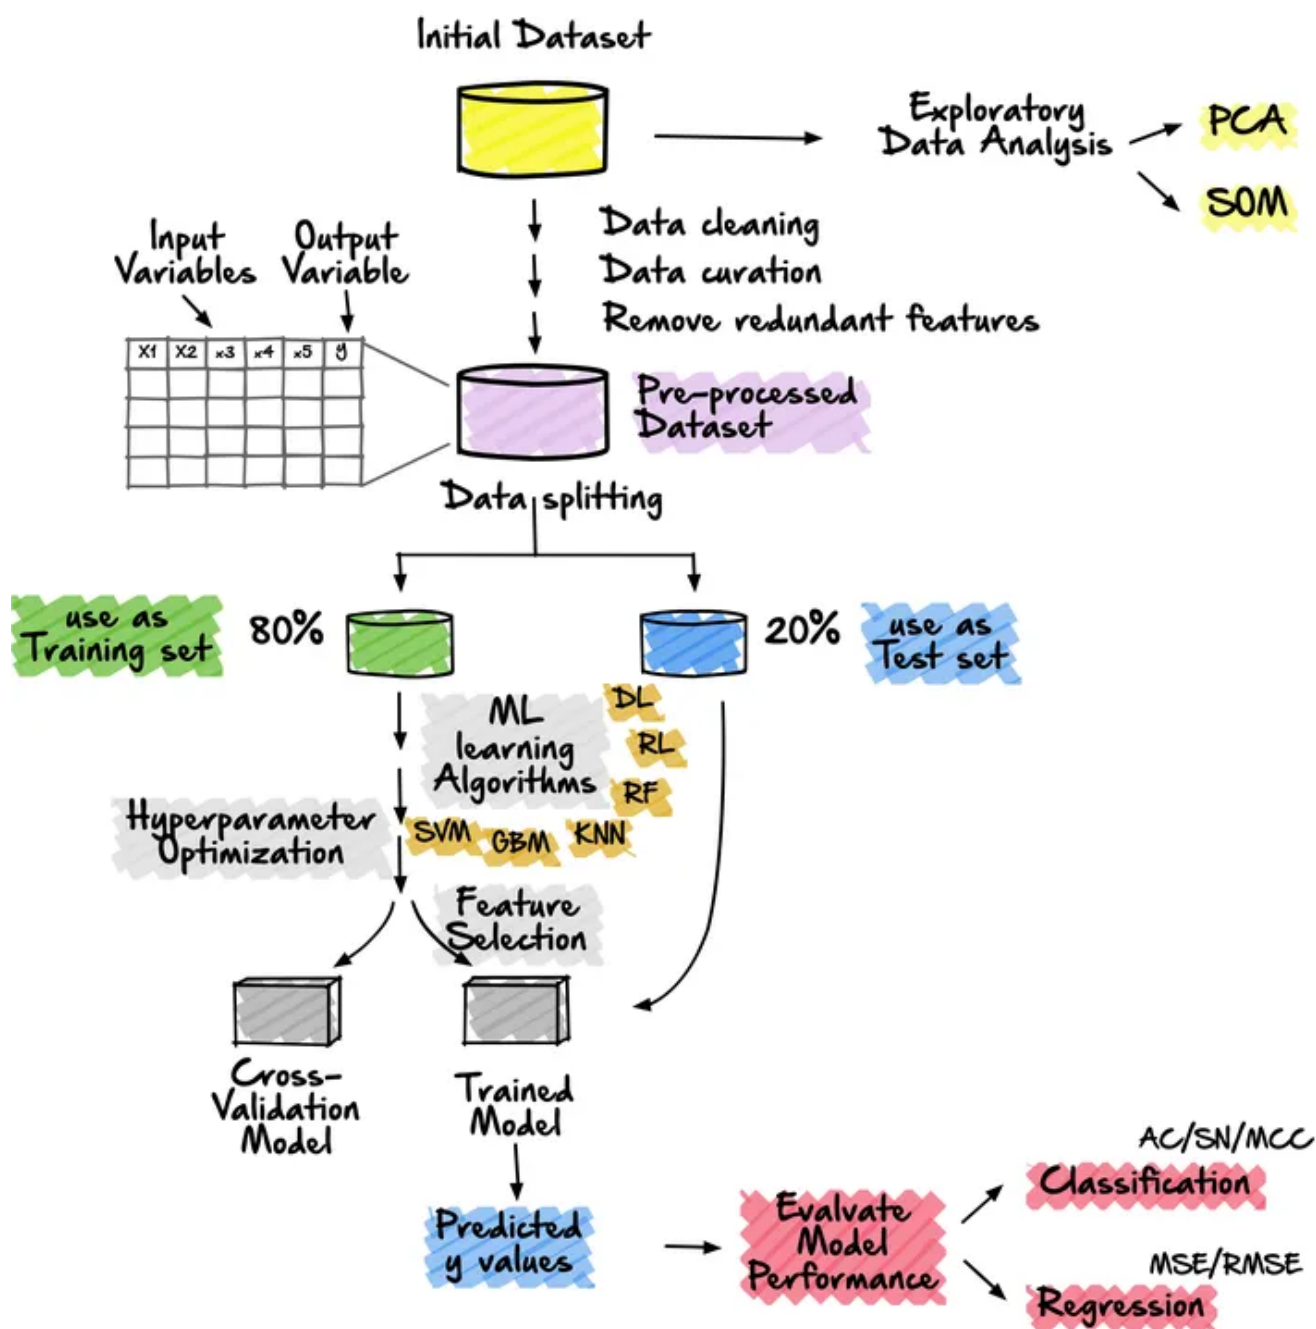 Initial Dataset
Exploratory
Data Analysis
PCA
SOM
Data cleaning
Data curation
Remove redundant features
Input
Variables
Output
Variable
X1 X2 x3 x4 x5 y
Pre-processed
Dataset
Data splitting
use as
Training set
80%
20%
use as
Test set
ML
learning
Algorithms
DL
RL
RF
SVM
GBM
KNN
Hyperparameter
Optimization
Feature
Selection
Cross-
Validation
Model
Trained
Model
Predicted
y values
Evalvate
Model
Performance
AC/SN/MCC
Classification
MSE/RMSE
Regression